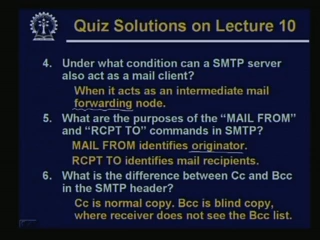 Quiz Solutions on Lecture 10
4. Under what condition can a SMTP server
also act as a mail client?
When it acts as an intermediate mail
forwarding node.
5. What are the purposes of the “MAIL FROM”
and “RCPT TO” commands in SMTP?
MAIL FROM identifies originator.
RCPT TO identifies mail recipients.
6. What is the difference between Cc and Bcc
in the SMTP header?
Cc is normal copy. Bcc is blind copy,
where receiver does not see the Bcc list.